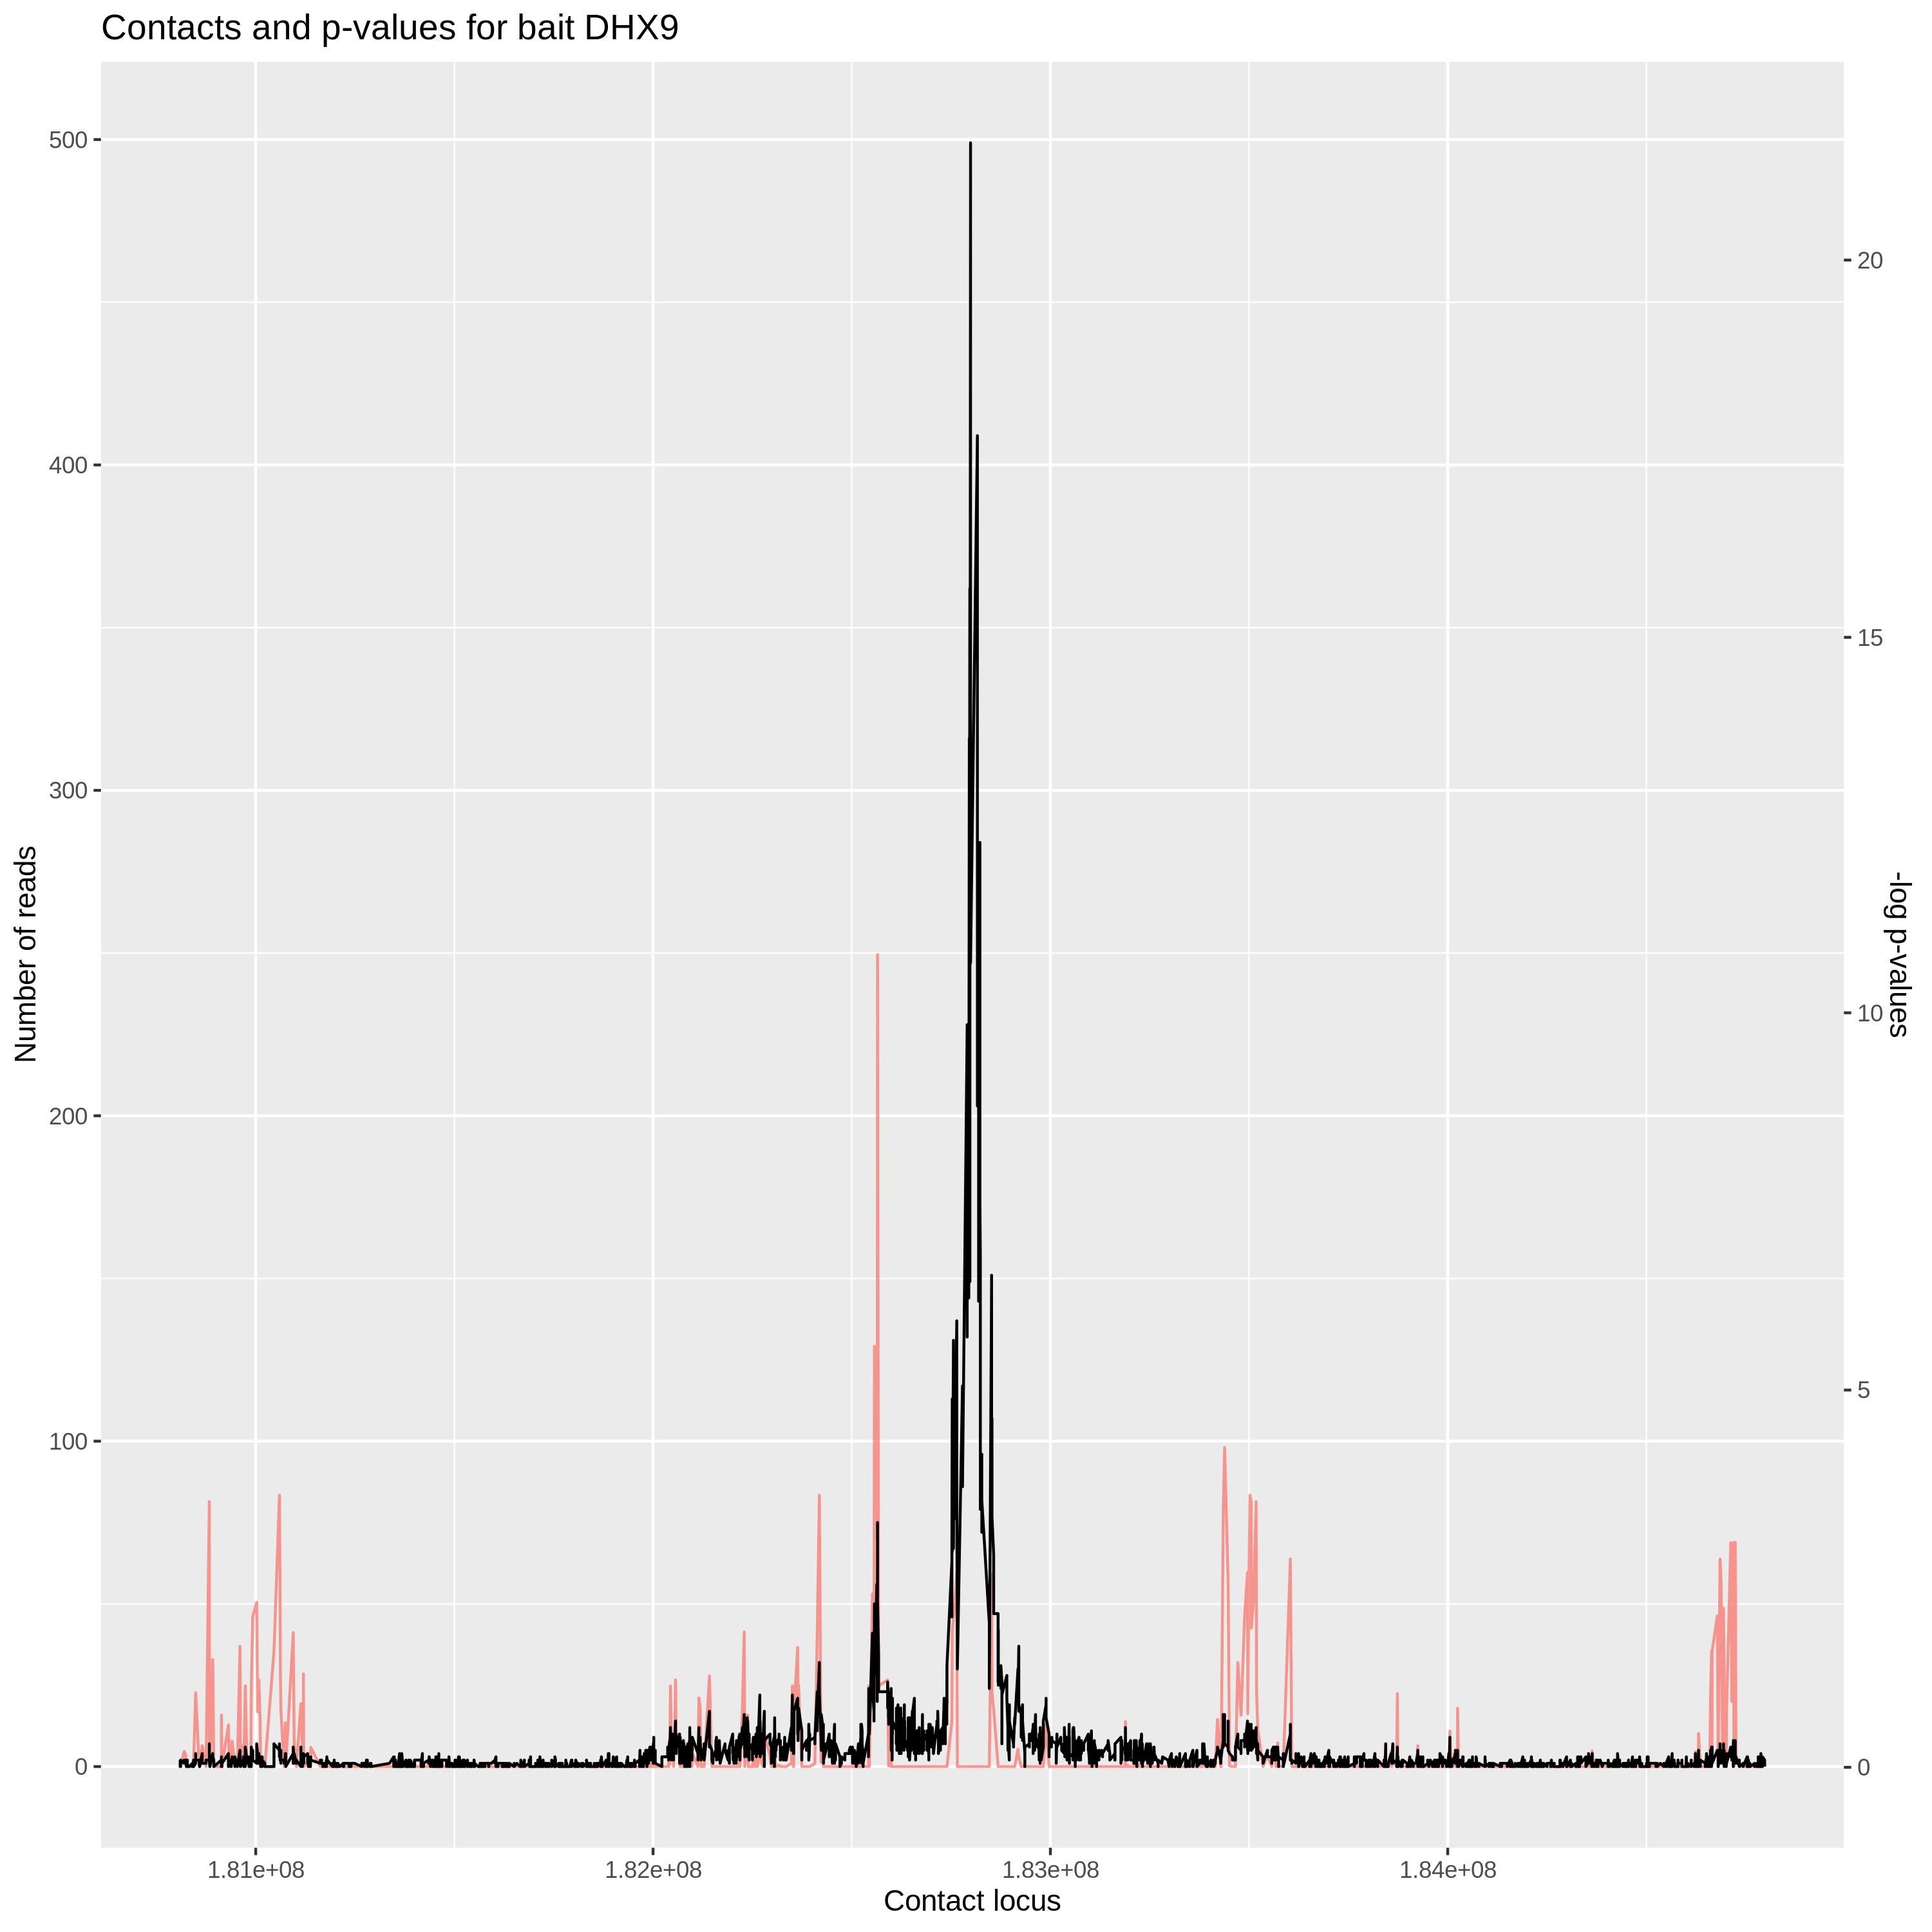 Contacts and p-values for bait DHX9
500
400
300
200
100
0
Number of reads
20
15
10
5
0
-log p-values
1.81e+08
1.82e+08
1.83e+08
1.84e+08
Contact locus